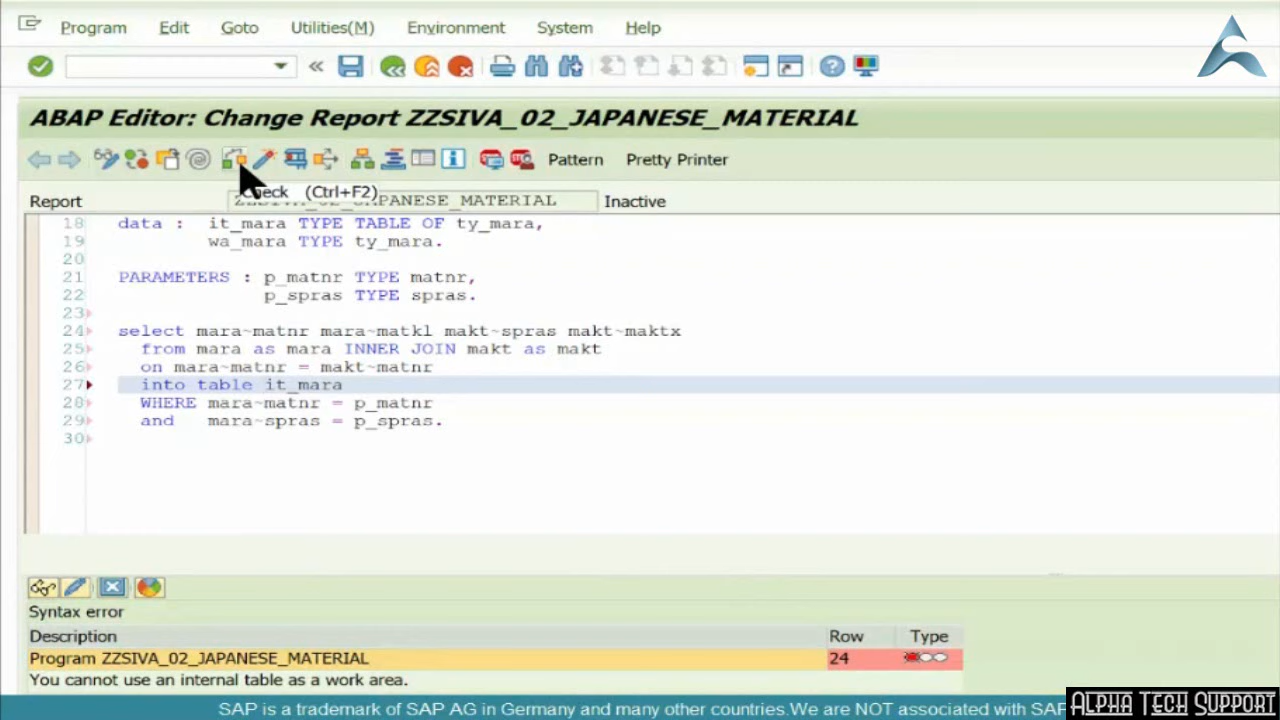 Program Edit Goto Utilities(M) Environment System Help
ABAP Editor: Change Report ZZSIVA_02_JAPANESE_MATERIAL
Pattern Pretty Printer
Check (Ctrl+F2)
Report ZZSIVA_02_JAPANESE_MATERIAL Inactive
18 data : it_mara TYPE TABLE OF ty_mara,
19 wa_mara TYPE ty_mara.
20
21 PARAMETERS : p_matnr TYPE matnr,
22 p_spras TYPE spras.
23
24 select mara~matnr mara~matkl makt~spras makt~maktx
25 from mara as mara INNER JOIN makt as makt
26 on mara~matnr = makt~matnr
27 into table it_mara
28 WHERE mara~matnr = p_matnr
29 and mara~spras = p_spras.
30
Syntax error
Description Row Type
Program ZZSIVA_02_JAPANESE_MATERIAL 24
You cannot use an internal table as a work area.
SAP is a trademark of SAP AG in Germany and many other countries.We are NOT associated with SAP
ALPHA TECH SUPPORT